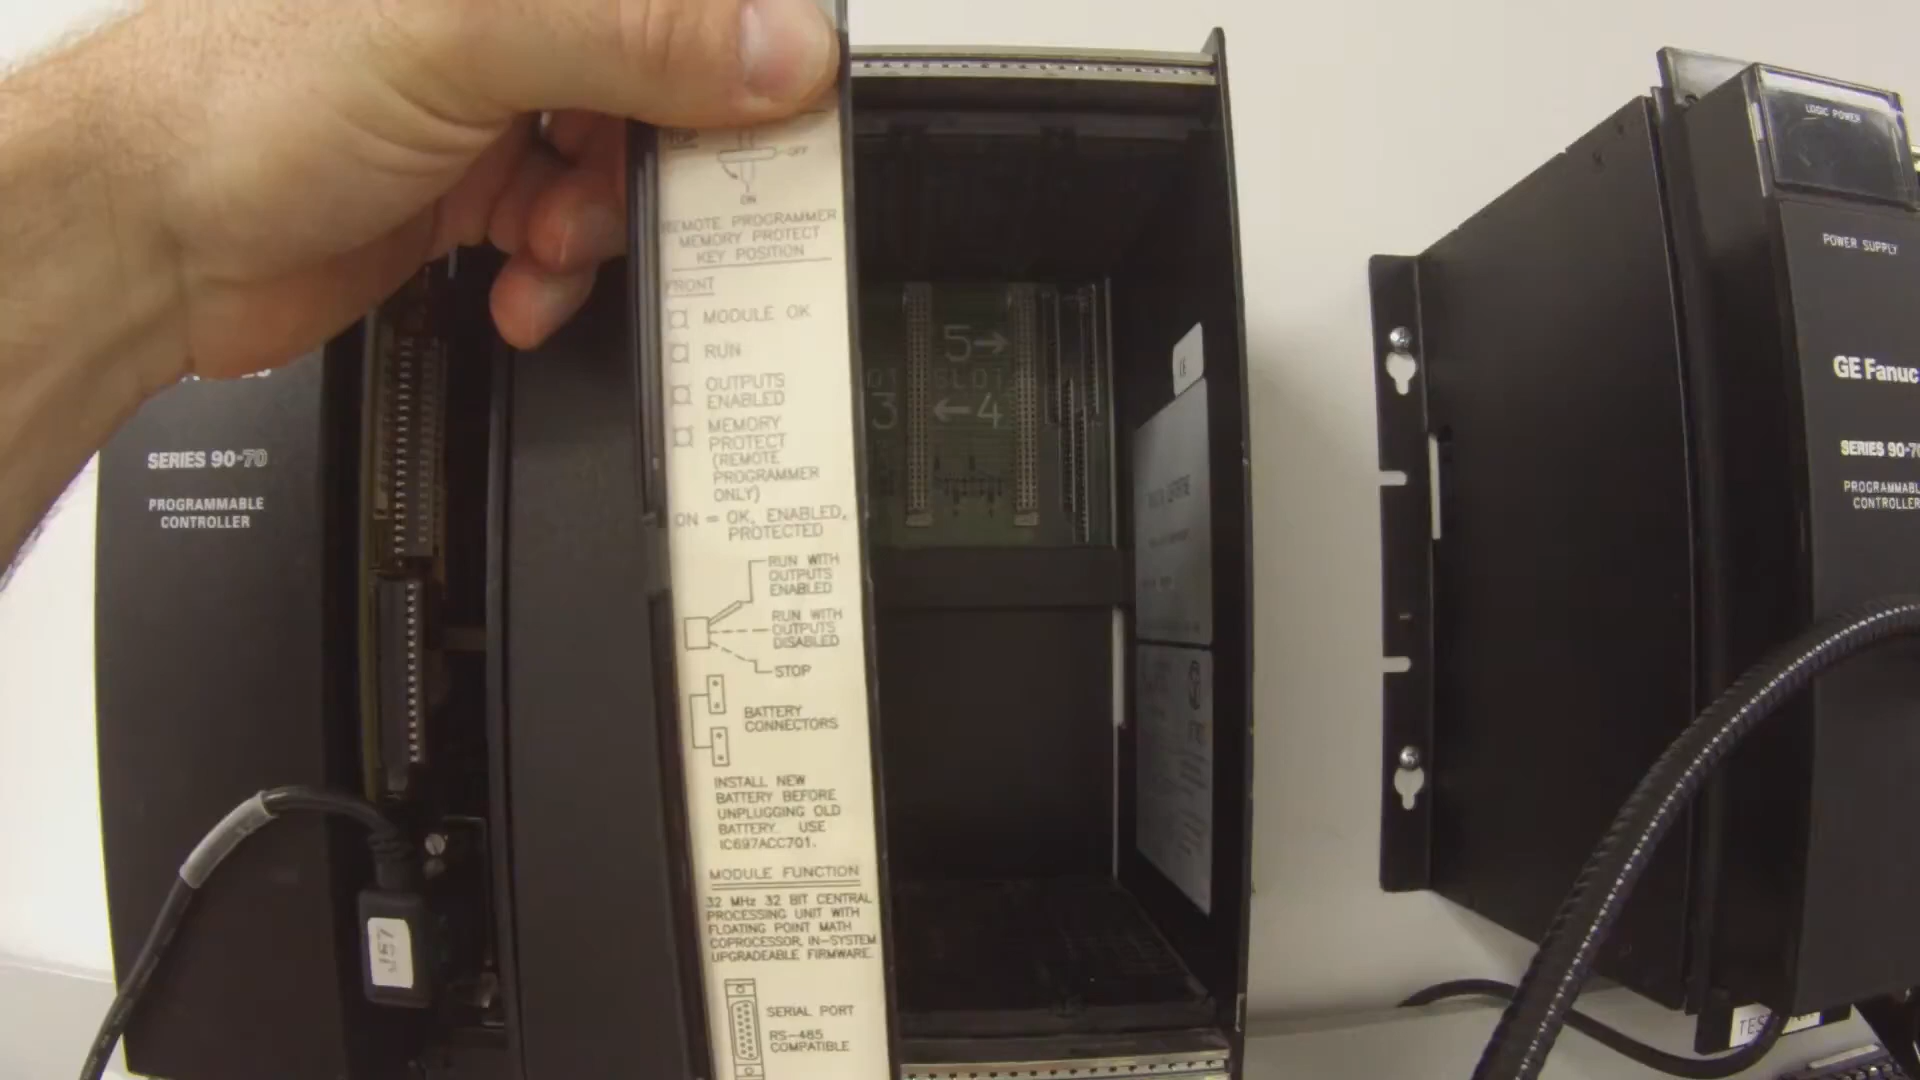 SERIES 90-70
PROGRAMMABLE
CONTROLLER
OFF
ON
REMOTE PROGRAMMER
MEMORY PROTECT
KEY POSITION
FRONT
MODULE OK
RUN
OUTPUTS
ENABLED
MEMORY
PROTECT
(REMOTE
PROGRAMMER
ONLY)
ON = OK, ENABLED,
PROTECTED
RUN WITH
OUTPUTS
ENABLED
RUN WITH
OUTPUTS
DISABLED
STOP
BATTERY
CONNECTORS
INSTALL NEW
BATTERY BEFORE
UNPLUGGING OLD
BATTERY. USE
IC697ACC701.
MODULE FUNCTION
32 MHz 32 BIT CENTRAL
PROCESSING UNIT WITH
FLOATING POINT MATH
COPROCESSOR, IN-SYSTEM
UPGRADEABLE FIRMWARE.
SERIAL PORT
RS-485
COMPATIBLE
5→
SLOT
3 ←4
LOGIC POWER
POWER SUPPLY
GE Fanuc
SERIES 90-70
PROGRAMMABL
CONTROLLER